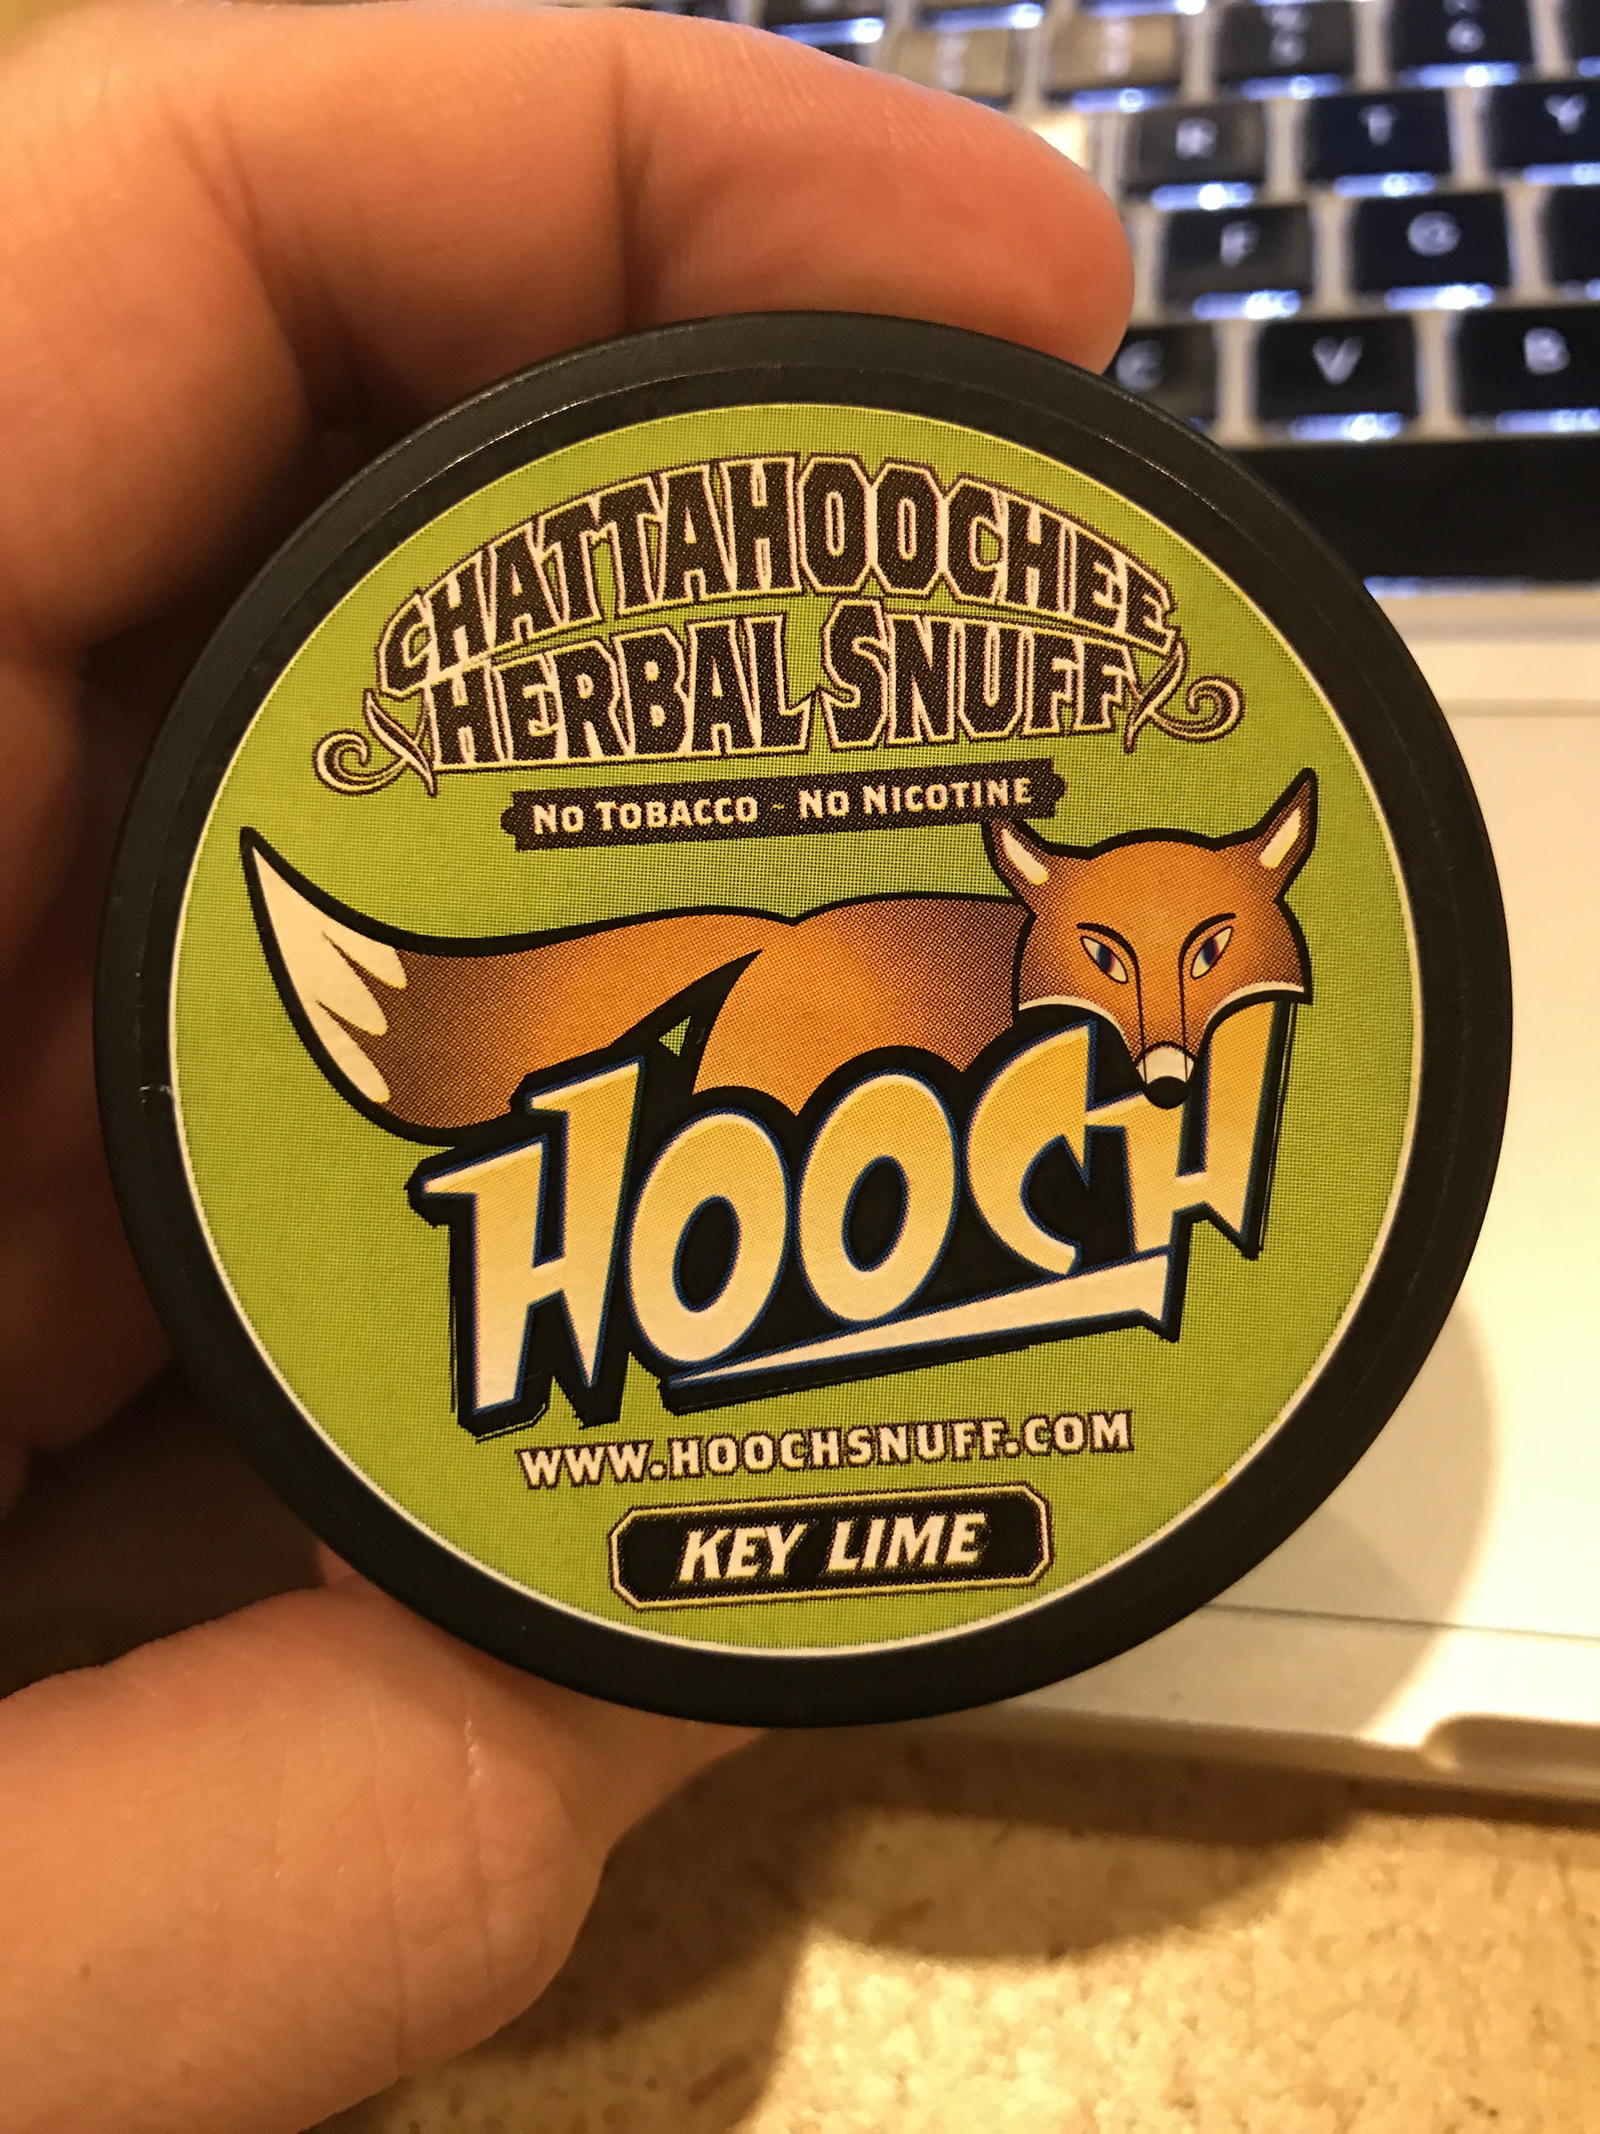 CHATTAHOOCHEE
HERBAL SNUFF
NO TOBACCO - NO NICOTINE
HOOCH
WWW.HOOCHSNUFF.COM
KEY LIME
R T Y
F G
C V B